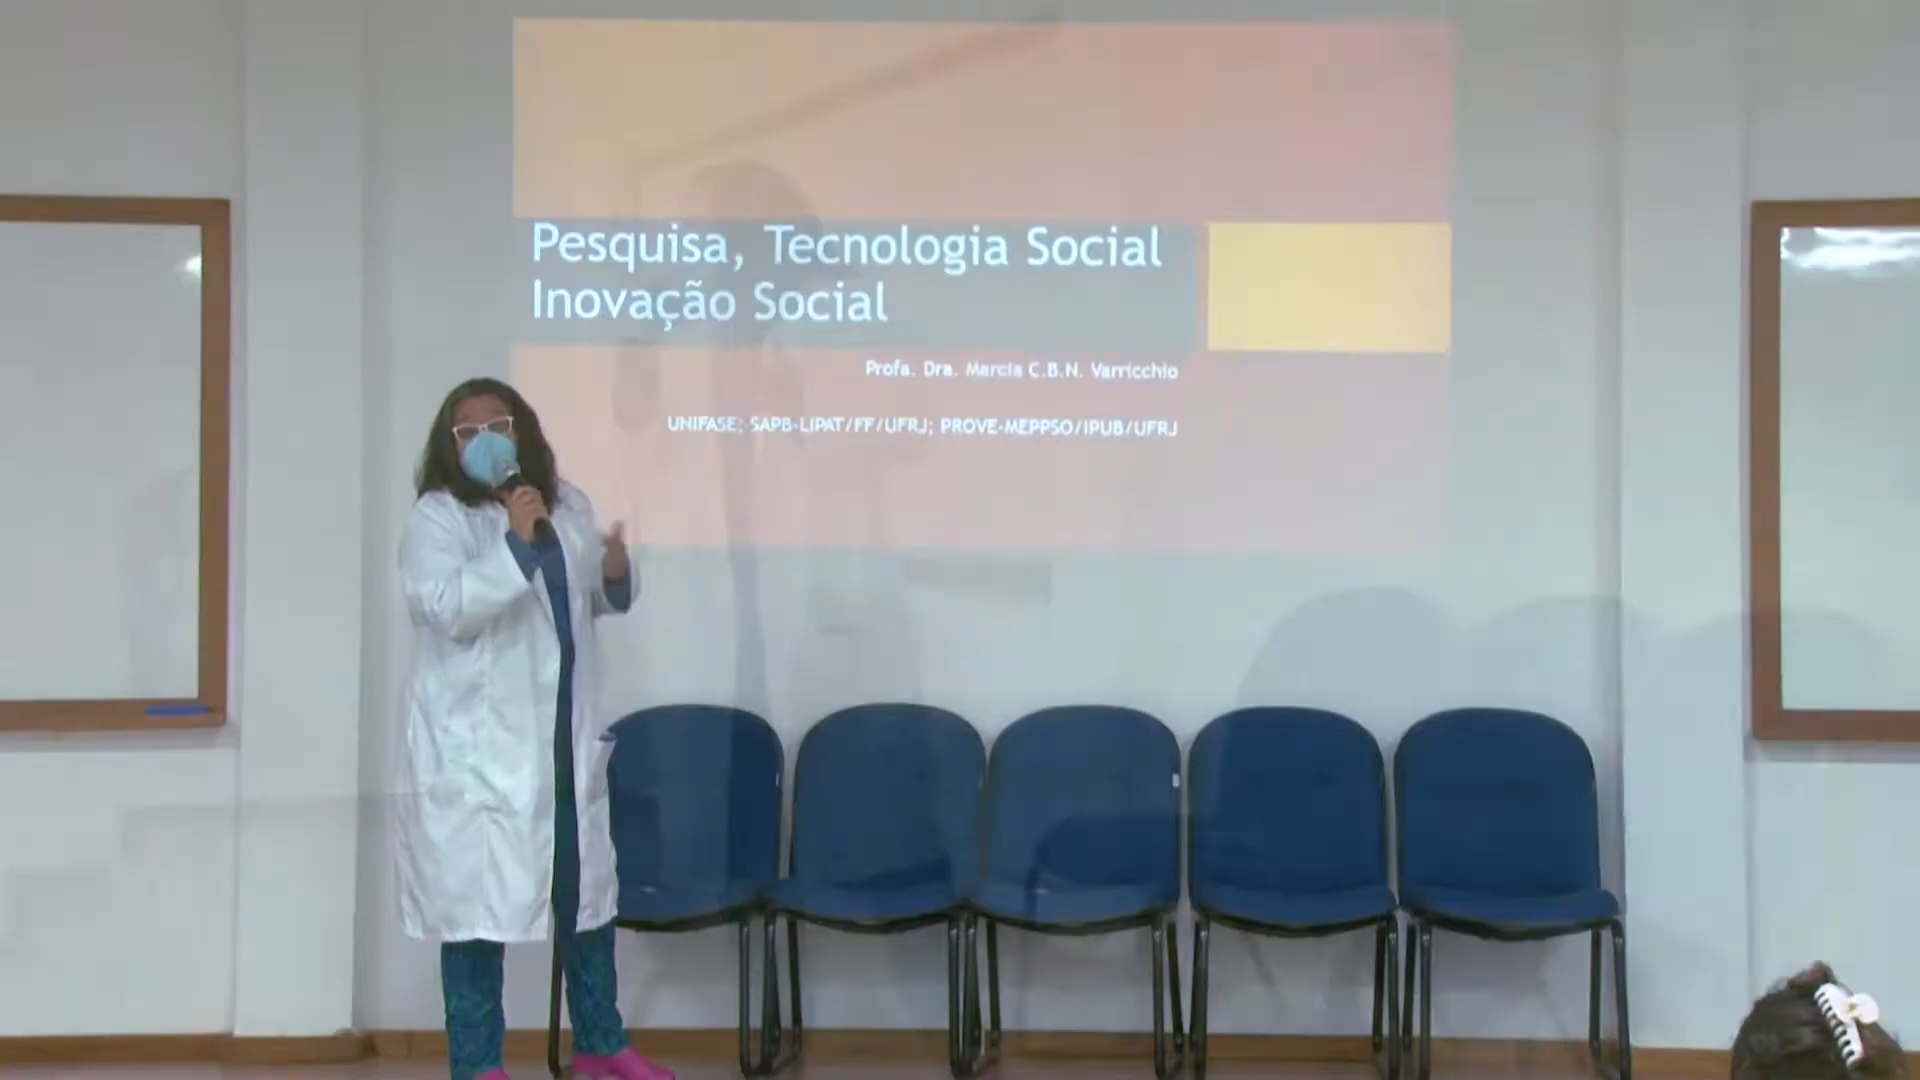 Pesquisa, Tecnologia Social
Inovação Social
Profa. Dra. Marcia C.B.N. Varricchio
UNIFASE; SAPB-LIPAT/FF/UFRJ; PROVE-MEPPSO/IPUB/UFRJ